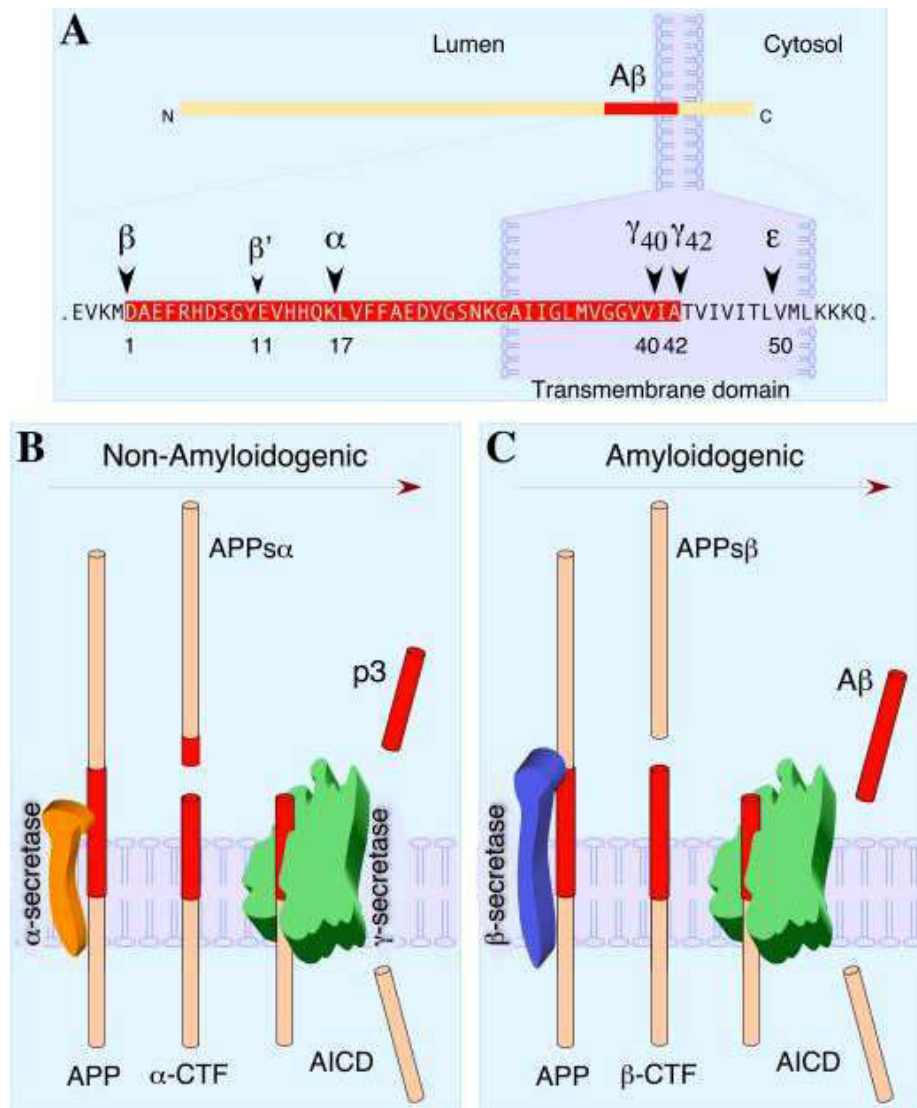 A
Lumen
Cytosol
Aβ
N
C
β
β'
α
γ40
γ42
ε
.EVKMDAEFRHDSGYEVHHQKLVFFAEDVGSNKGAIIGLMVGGVVIATVIVITLVMLKKKQ.
1
11
17
40
42
50
Transmembrane domain
B
Non-Amyloidogenic
APPsα
p3
α-secretase
γ-secretase
APP
α-CTF
AICD
C
Amyloidogenic
APPsβ
Aβ
β-secretase
APP
β-CTF
AICD